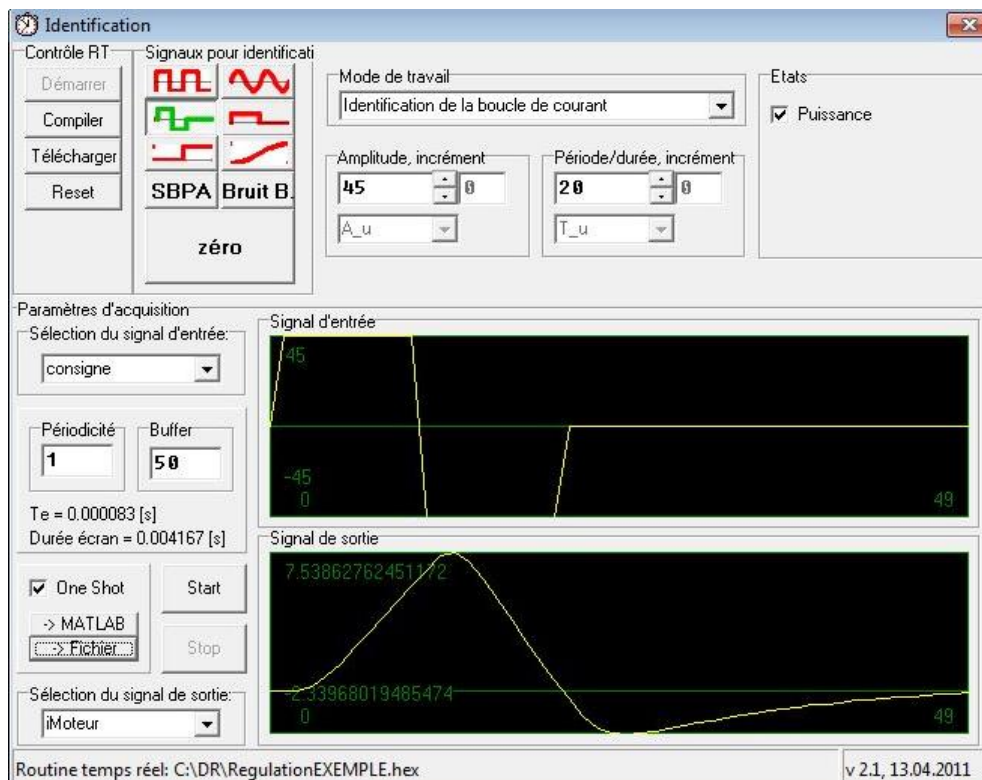 Identification
Contrôle RT
Démarrer
Compiler
Télécharger
Reset
Signaux pour identificati
SBPA
Bruit B.
zéro
Mode de travail
Identification de la boucle de courant
Amplitude, incrément
45
0
A_u
Période/durée, incrément
20
0
T_u
Etats
Puissance
Paramètres d'acquisition
Sélection du signal d'entrée:
consigne
Périodicité
1
Buffer
50
Te = 0.000083 [s]
Durée écran = 0.004167 [s]
One Shot
-> MATLAB
-> Fichier
Start
Stop
Sélection du signal de sortie:
iMoteur
Signal d'entrée
45
-45
0
49
Signal de sortie
7.53862762451172
-2.33968019485474
0
49
Routine temps réel: C:\DR\RegulationEXEMPLE.hex
v 2.1, 13.04.2011